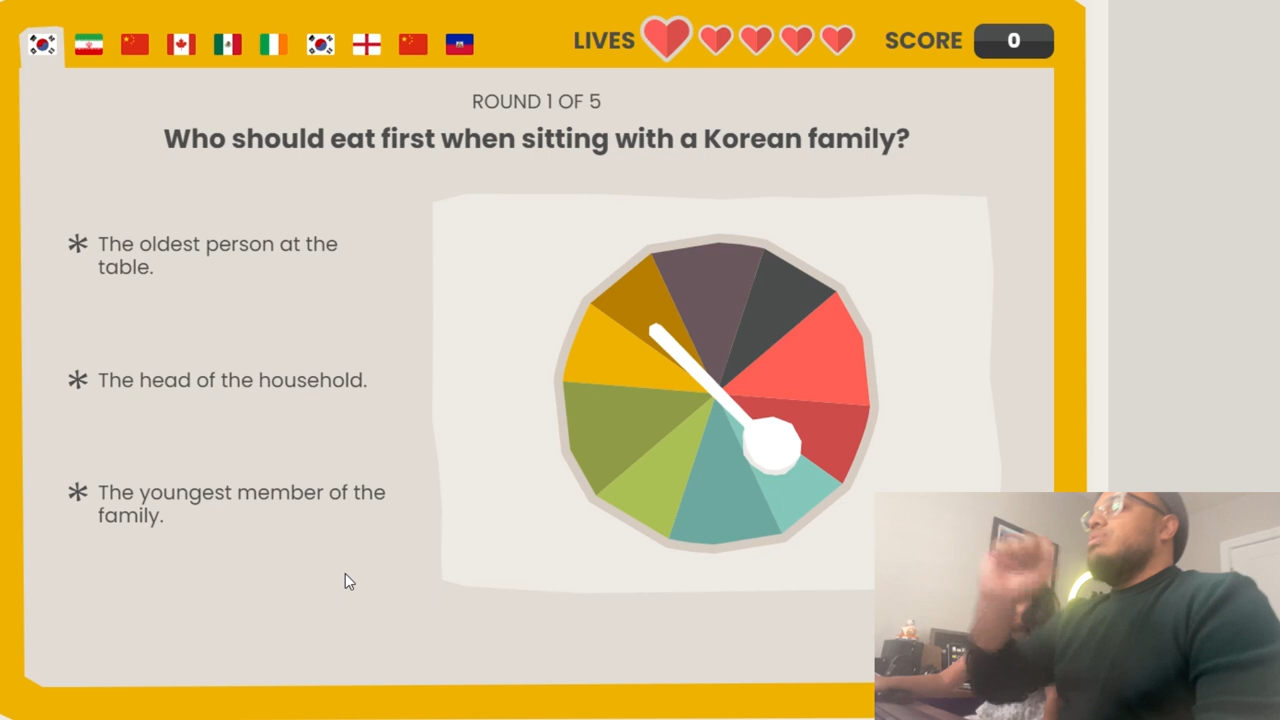 LIVES
SCORE
0
ROUND 1 OF 5
Who should eat first when sitting with a Korean family?
* The oldest person at the
table.
* The head of the household.
* The youngest member of the
family.